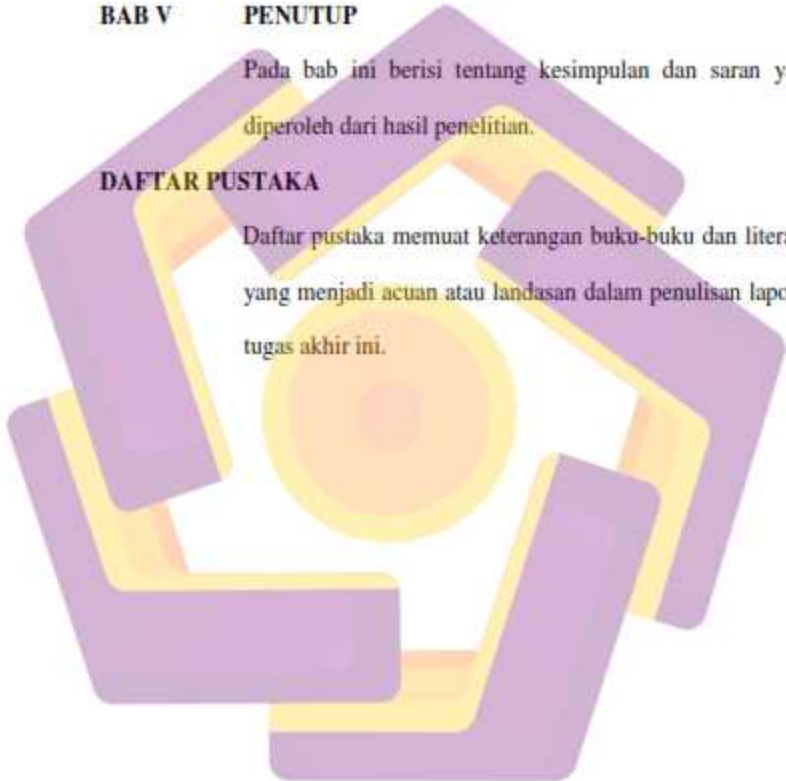 BAB V PENUTUP
Pada bab ini berisi tentang kesimpulan dan saran
diperoleh dari hasil penelitian.
DAFTAR PUSTAKA
Daftar pustaka memuat keterangan buku-buku dan
yang menjadi acuan atau landasan dalam penulisan
tugas akhir ini.